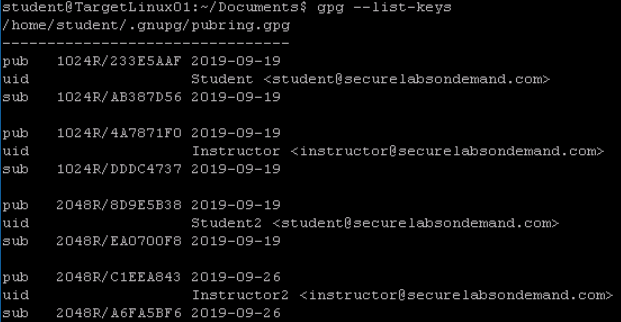 student@TargetLinux01:~/Documents$ gpg --list-keys
/home/student/.gnupg/pubring.gpg
--------------------------------
pub   1024R/233E5AAF 2019-09-19
uid                  Student <student@securelabsondemand.com>
sub   1024R/AB387D56 2019-09-19

pub   1024R/4A7871F0 2019-09-19
uid                  Instructor <instructor@securelabsondemand.com>
sub   1024R/DDDC4737 2019-09-19

pub   2048R/8D9E5B38 2019-09-19
uid                  Student2 <student@securelabsondemand.com>
sub   2048R/EA0700F8 2019-09-19

pub   2048R/C1EEA843 2019-09-26
uid                  Instructor2 <instructor@securelabsondemand.com>
sub   2048R/A6FA5BF6 2019-09-26